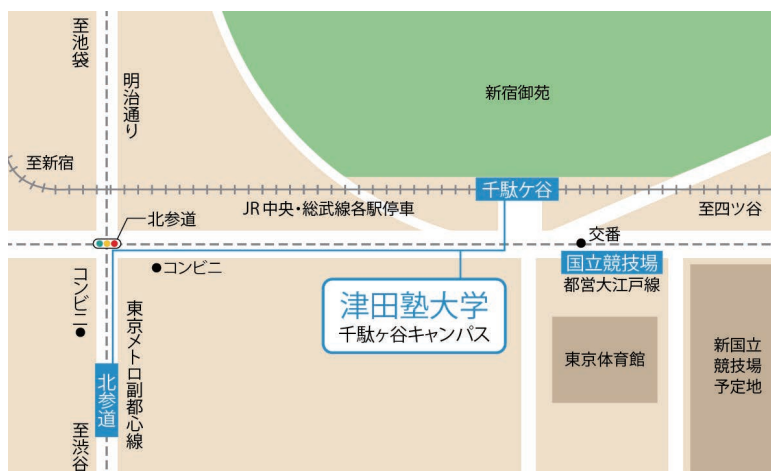 至池袋
明治通り
新宿御苑
至新宿
千駄ケ谷
北参道
JR中央・総武線各駅停車
至四ツ谷
交番
コンビニ
国立競技場
都営大江戸線
コンビニ
津田塾大学
千駄ヶ谷キャンパス
東京メトロ副都心線
東京体育館
新国立
競技場
予定地
北参道
至渋谷